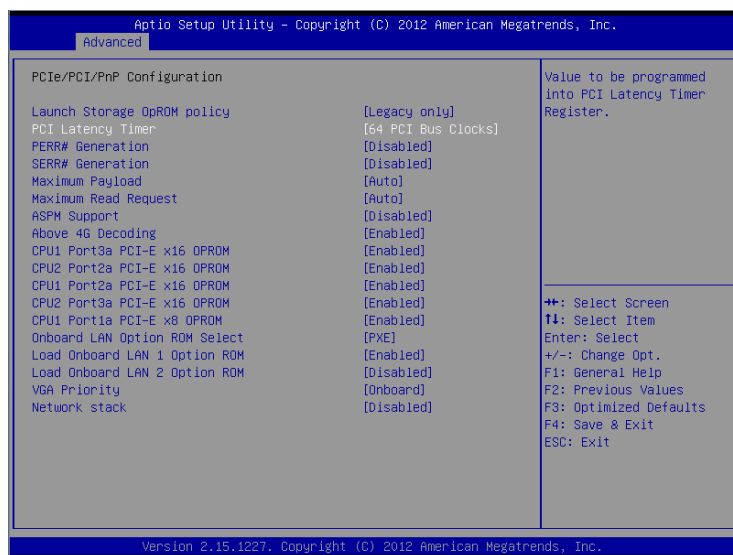 Aptio Setup Utility – Copyright (C) 2012 American Megatrends, Inc.
Advanced
PCIe/PCI/PnP Configuration
Launch Storage OpROM policy [Legacy only]
PCI Latency Timer [64 PCI Bus Clocks]
PERR# Generation [Disabled]
SERR# Generation [Disabled]
Maximum Payload [Auto]
Maximum Read Request [Auto]
ASPM Support [Disabled]
Above 4G Decoding [Enabled]
CPU1 Port3a PCI-E x16 OPROM [Enabled]
CPU2 Port2a PCI-E x16 OPROM [Enabled]
CPU1 Port2a PCI-E x16 OPROM [Enabled]
CPU2 Port3a PCI-E x16 OPROM [Enabled]
CPU1 Port1a PCI-E x8 OPROM [Enabled]
Onboard LAN Option ROM Select [PXE]
Load Onboard LAN 1 Option ROM [Enabled]
Load Onboard LAN 2 Option ROM [Disabled]
VGA Priority [Onboard]
Network stack [Disabled]
Value to be programmed
into PCI Latency Timer
Register.
→←: Select Screen
↑↓: Select Item
Enter: Select
+/-: Change Opt.
F1: General Help
F2: Previous Values
F3: Optimized Defaults
F4: Save & Exit
ESC: Exit
Version 2.15.1227. Copyright (C) 2012 American Megatrends, Inc.